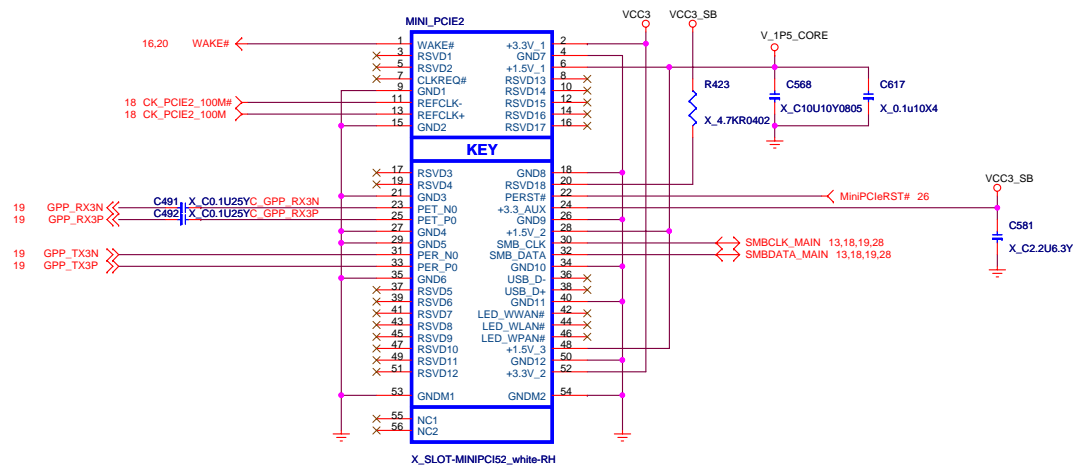 MINI_PCIE2
VCC3
VCC3_SB
V_1P5_CORE
16,20 WAKE#
1 WAKE# +3.3V_1 2
3 RSVD1 GND7 4
5 RSVD2 +1.5V_1 6
7 CLKREQ# RSVD13 8
9 GND1 RSVD14 10
18 CK_PCIE2_100M# 11 REFCLK- RSVD15 12
18 CK_PCIE2_100M 13 REFCLK+ RSVD16 14
15 GND2 RSVD17 16
R423
X_4.7KR0402
C568
X_C10U10Y0805
C617
X_0.1u10X4
KEY
17 RSVD3 GND8 18
19 RSVD4 RSVD18 20
21 GND3 PERST# 22 MiniPCIeRST# 26
19 GPP_RX3N C491 X_C0.1U25Y C_GPP_RX3N 23 PET_N0 +3.3_AUX 24
19 GPP_RX3P C492 X_C0.1U25Y C_GPP_RX3P 25 PET_P0 GND9 26
27 GND4 +1.5V_2 28
29 GND5 SMB_CLK 30 SMBCLK_MAIN 13,18,19,28
19 GPP_TX3N 31 PER_N0 SMB_DATA 32 SMBDATA_MAIN 13,18,19,28
19 GPP_TX3P 33 PER_P0 GND10 34
35 GND6 USB_D- 36
37 RSVD5 USB_D+ 38
39 RSVD6 GND11 40
41 RSVD7 LED_WWAN# 42
43 RSVD8 LED_WLAN# 44
45 RSVD9 LED_WPAN# 46
47 RSVD10 +1.5V_3 48
49 RSVD11 GND12 50
51 RSVD12 +3.3V_2 52
53 GNDM1 GNDM2 54
55 NC1
56 NC2
VCC3_SB
C581
X_C2.2U6.3Y
X_SLOT-MINIPCI52_white-RH